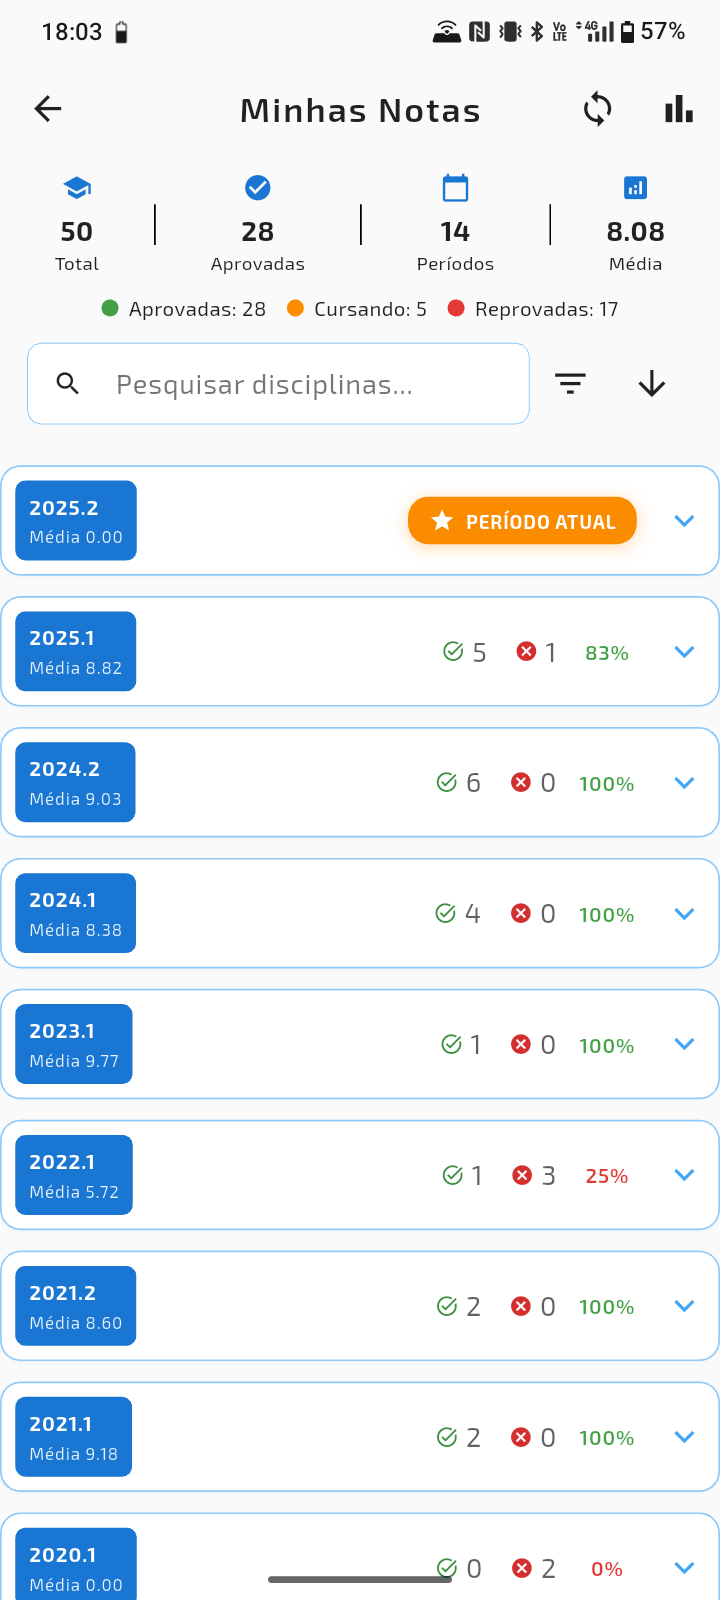 18:03 Vo LTE 4G 57%
Minhas Notas
50 28 14 8.08
Total Aprovadas Períodos Média
Aprovadas: 28 Cursando: 5 Reprovadas: 17
Pesquisar disciplinas...
2025.2
Média 0.00
PERÍODO ATUAL
2025.1
Média 8.82
5 1 83%
2024.2
Média 9.03
6 0 100%
2024.1
Média 8.38
4 0 100%
2023.1
Média 9.77
1 0 100%
2022.1
Média 5.72
1 3 25%
2021.2
Média 8.60
2 0 100%
2021.1
Média 9.18
2 0 100%
2020.1
Média 0.00
0 2 0%